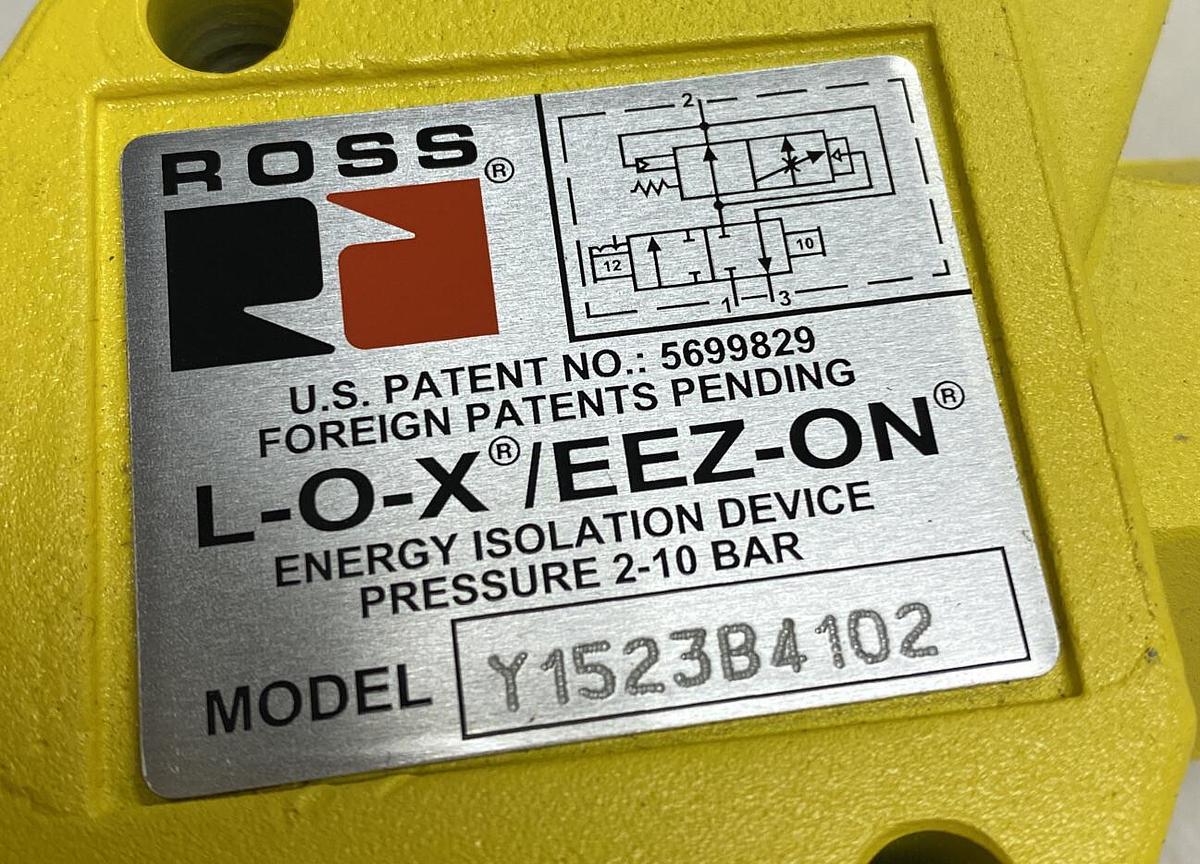 ROSS®
2
12
10
1
3
U.S. PATENT NO.: 5699829
FOREIGN PATENTS PENDING
L-O-X®/EEZ-ON®
ENERGY ISOLATION DEVICE
PRESSURE 2-10 BAR
MODEL Y1523B4102